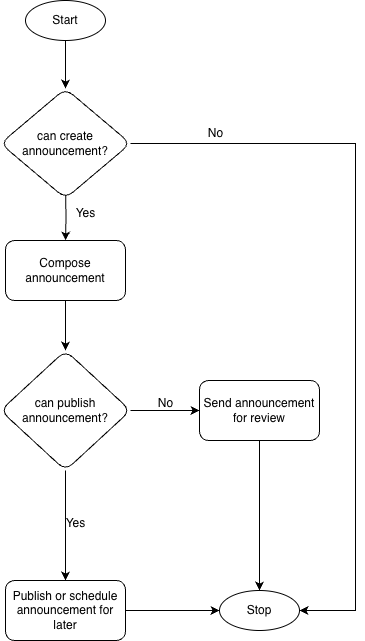 Start
can create
announcement?
No
Yes
Compose
announcement
can publish
announcement?
No
Send announcement
for review
Yes
Publish or schedule
announcement for
later
Stop